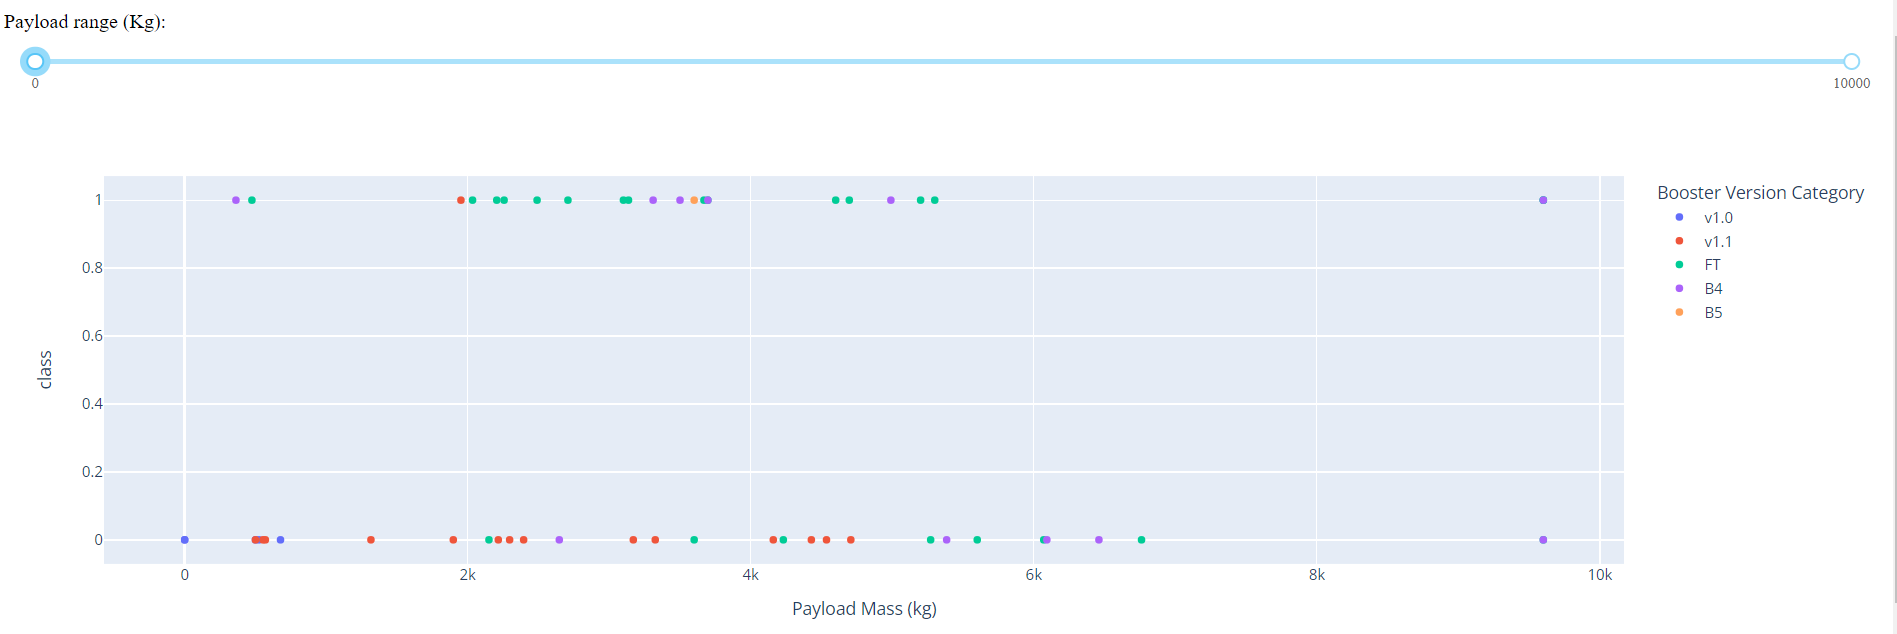 Payload range (Kg):
0
10000
1
0.8
0.6
0.4
0.2
0
class
0
2k
4k
6k
8k
10k
Payload Mass (kg)
Booster Version Category
v1.0
v1.1
FT
B4
B5